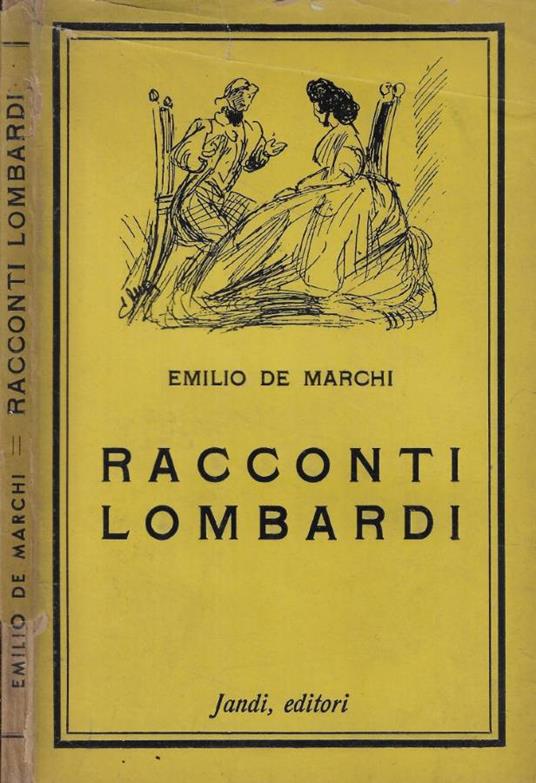 EMILIO DE MARCHI = RACCONTI LOMBARDI
EMILIO DE MARCHI
RACCONTI
LOMBARDI
Jandi, editori